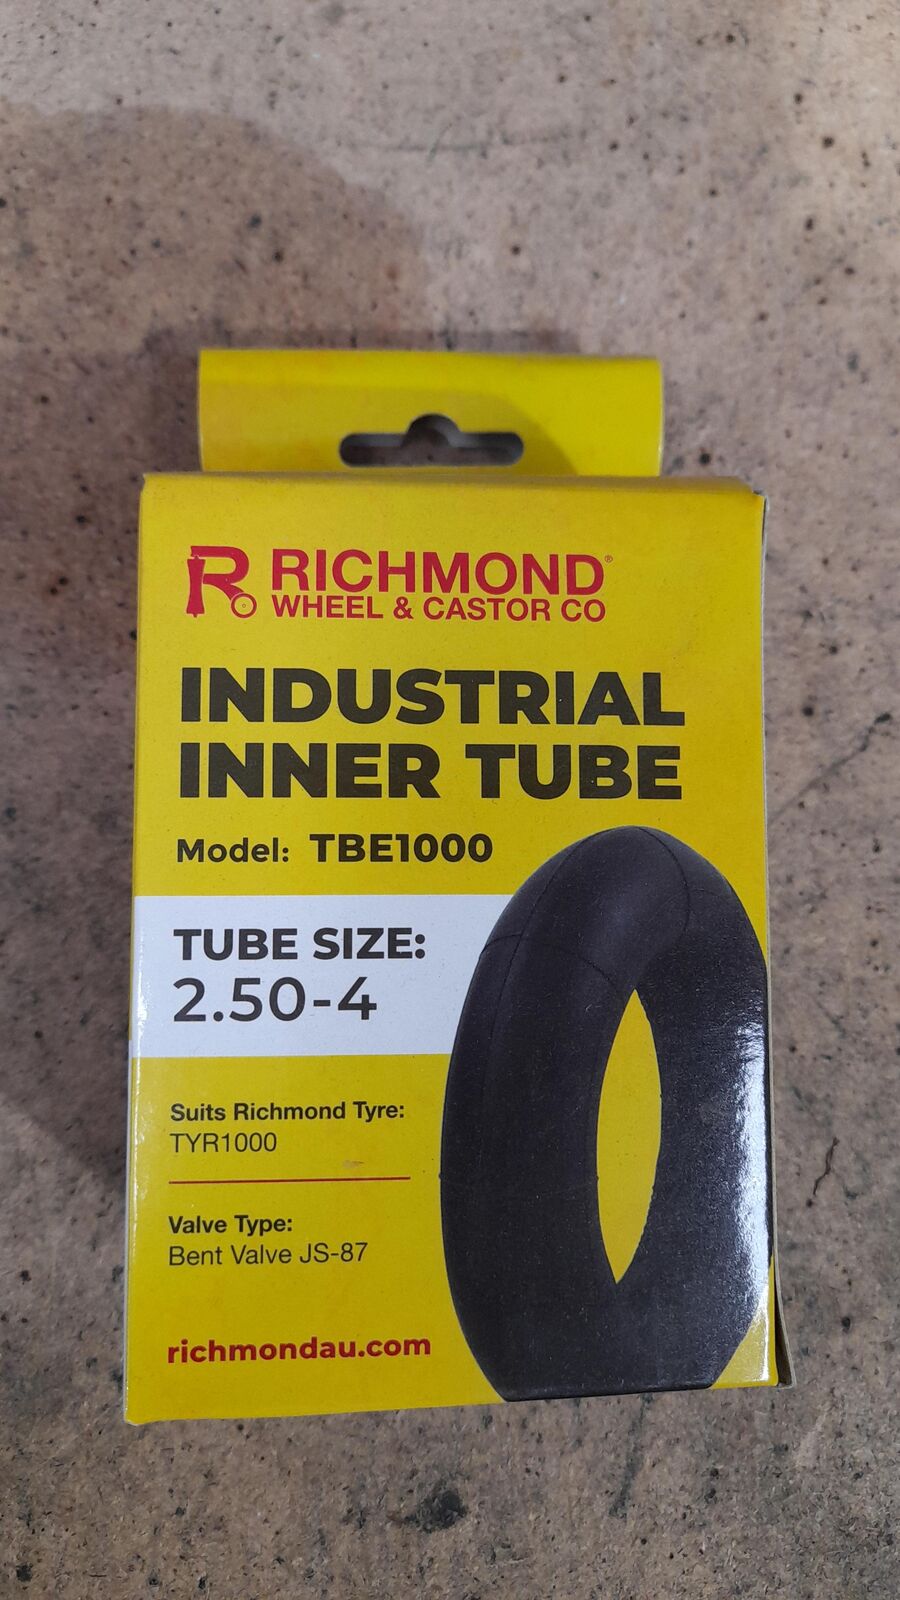 R RICHMOND®
WHEEL & CASTOR CO
INDUSTRIAL
INNER TUBE
Model: TBE1000
TUBE SIZE:
2.50-4
Suits Richmond Tyre:
TYR1000
Valve Type:
Bent Valve JS-87
richmondau.com